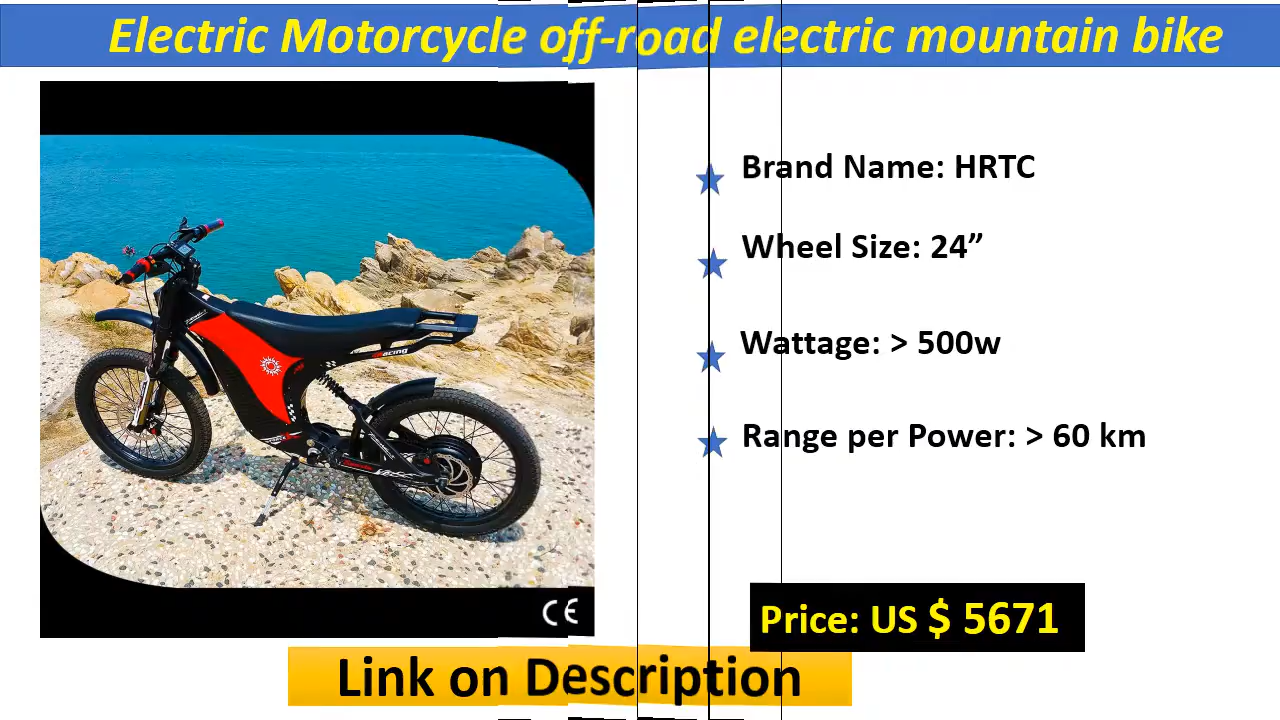 Electric Motorcycle off-road electric mountain bike
Brand Name: HRTC
Wheel Size: 24”
Wattage: > 500w
Range per Power: > 60 km
Racing
CE
Price: US $ 5671
Link on Description